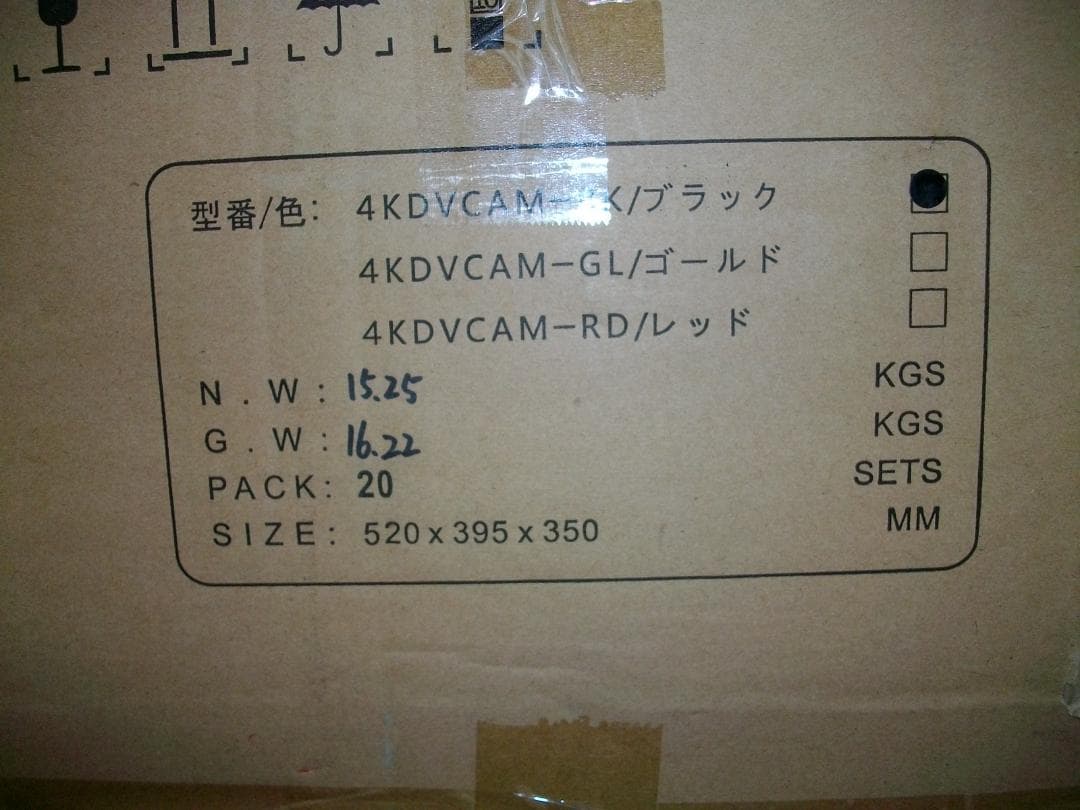 型番/色: 4KDVCAM-BK/ブラック
4KDVCAM-GL/ゴールド
4KDVCAM-RD/レッド
N.W: 15.25 KGS
G.W: 16.22 KGS
PACK: 20 SETS
SIZE: 520x395x350 MM